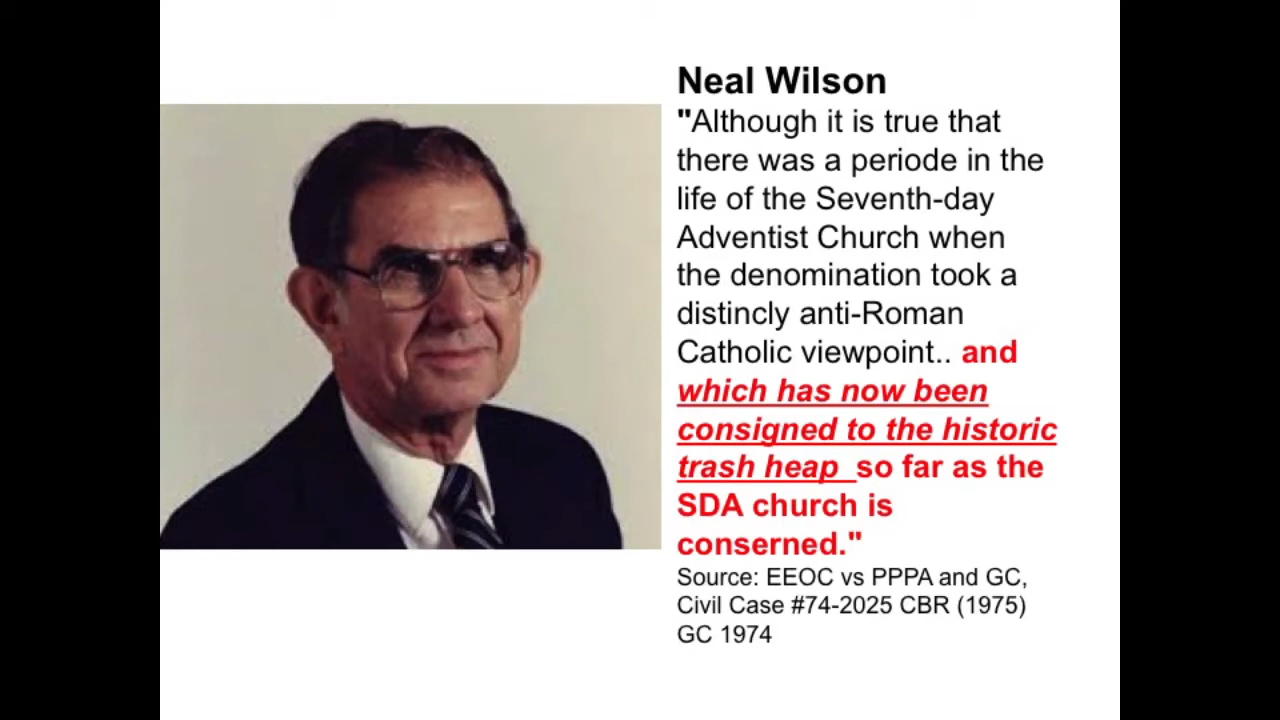 Neal Wilson
"Although it is true that
there was a periode in the
life of the Seventh-day
Adventist Church when
the denomination took a
distincly anti-Roman
Catholic viewpoint.. and
which has now been
consigned to the historic
trash heap so far as the
SDA church is
conserned."
Source: EEOC vs PPPA and GC,
Civil Case #74-2025 CBR (1975)
GC 1974